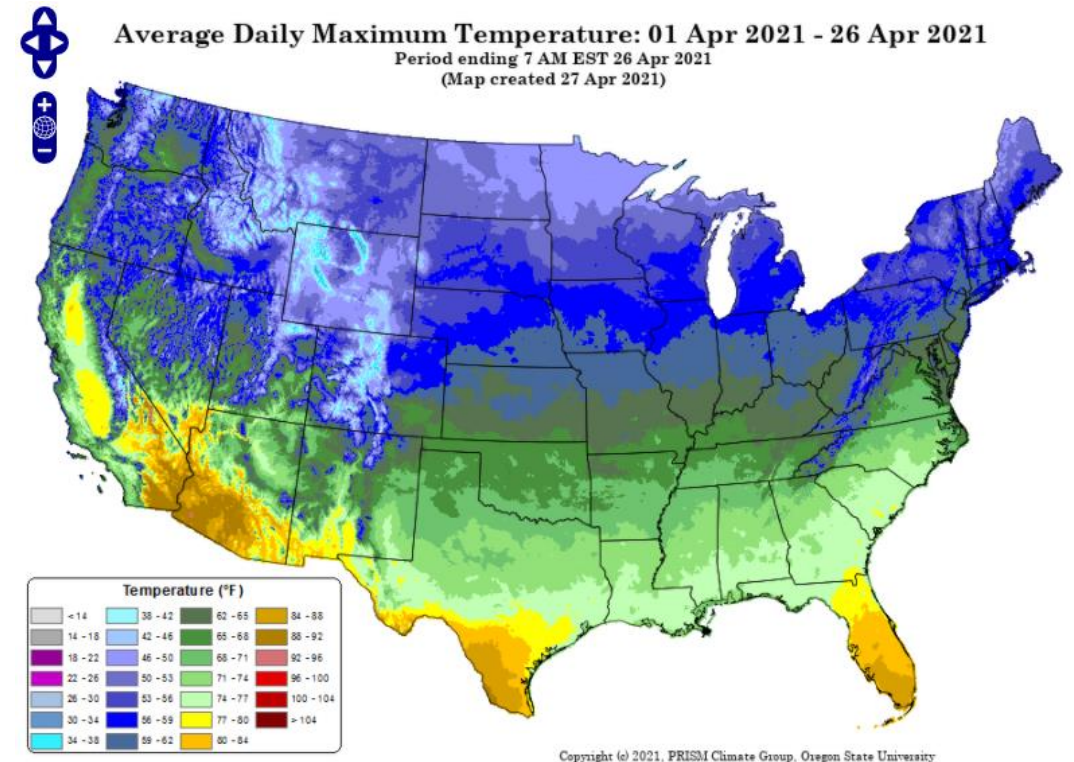 Average Daily Maximum Temperature: 01 Apr 2021 - 26 Apr 2021
Period ending 7 AM EST 26 Apr 2021
(Map created 27 Apr 2021)
+
−
Temperature (°F)
< 14
14 - 18
18 - 22
22 - 26
26 - 30
30 - 34
34 - 38
38 - 42
42 - 46
46 - 50
50 - 53
53 - 56
56 - 59
59 - 62
62 - 65
65 - 68
68 - 71
71 - 74
74 - 77
77 - 80
80 - 84
84 - 88
88 - 92
92 - 96
96 - 100
100 - 104
> 104
Copyright (c) 2021, PRISM Climate Group, Oregon State University